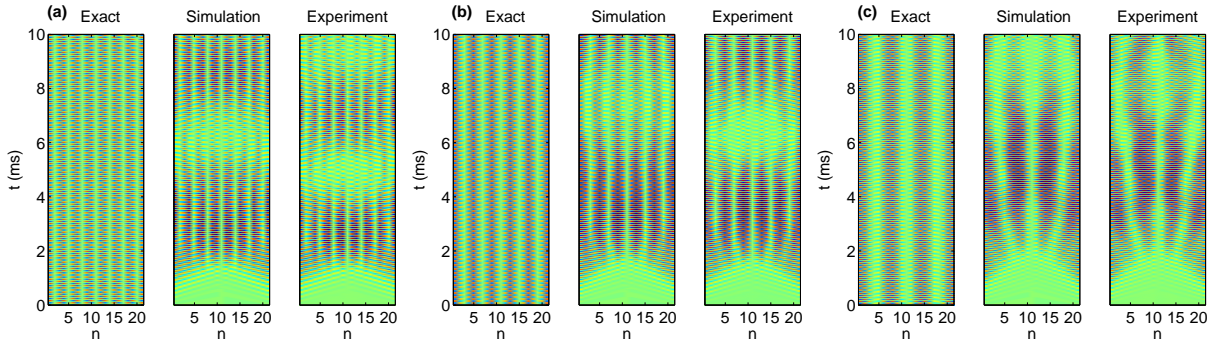 (a) Exact Simulation Experiment (b) Exact Simulation Experiment (c) Exact Simulation Experiment
10 10 10
8 8 8
6 6 6
t (ms) t (ms) t (ms)
4 4 4
2 2 2
0 0 0
5 10 15 20 5 10 15 20 5 10 15 20 5 10 15 20 5 10 15 20 5 10 15 20 5 10 15 20 5 10 15 20 5 10 15 20
n n n n n n n n n